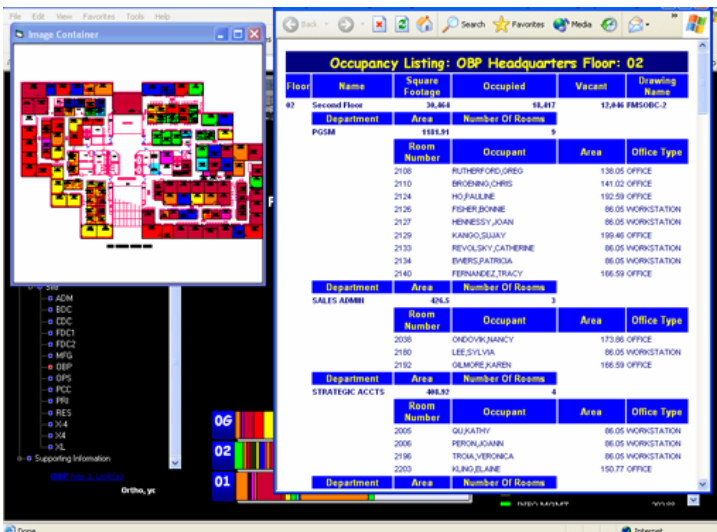 File Edit View Favorites Tools Help
Image Container
Back Search Favorites Media
Occupancy Listing: OBP Headquarters Floor: 02
Floor Name Square Footage Occupied Vacant Drawing Name
02 Second Floor 30,464 18,417 12,046 FMSOBC-2
Department Area Number Of Rooms
PGSM 1181.91 9
Room Number Occupant Area Office Type
2108 RUTHERFORD,GREG 138.05 OFFICE
2110 BROENING,CHRIS 141.02 OFFICE
2124 HO,PAULINE 192.59 OFFICE
2126 FISHER,BONNIE 86.05 WORKSTATION
2127 HENNESSY,JOAN 86.05 WORKSTATION
2129 KANGO,SUJAY 199.46 OFFICE
2133 REVOLSKY,CATHERINE 86.05 WORKSTATION
2134 EWERS,PATRICIA 86.05 WORKSTATION
2140 FERNANDEZ,TRACY 166.59 OFFICE
Department Area Number Of Rooms
SALES ADMIN 426.5 3
Room Number Occupant Area Office Type
2038 ONDOVIK,NANCY 173.86 OFFICE
2180 LEE,SYLVIA 86.05 WORKSTATION
2192 GILMORE,KAREN 166.59 OFFICE
Department Area Number Of Rooms
STRATEGIC ACCTS 408.92 4
Room Number Occupant Area Office Type
2005 QU,KATHY 86.05 WORKSTATION
2006 PERON,JOANN 86.05 WORKSTATION
2196 TROIA,VERONICA 86.05 WORKSTATION
2203 KLING,ELAINE 150.77 OFFICE
Department Area Number Of Rooms
Site
ADM
EDC
CDC
FDC1
FDC2
MFG
OBP
OPS
PCC
PRI
RES
X-4
X4
XL
Supporting Information
Ortho, yc
06
02
01
INFO MGMT
Done
Internet